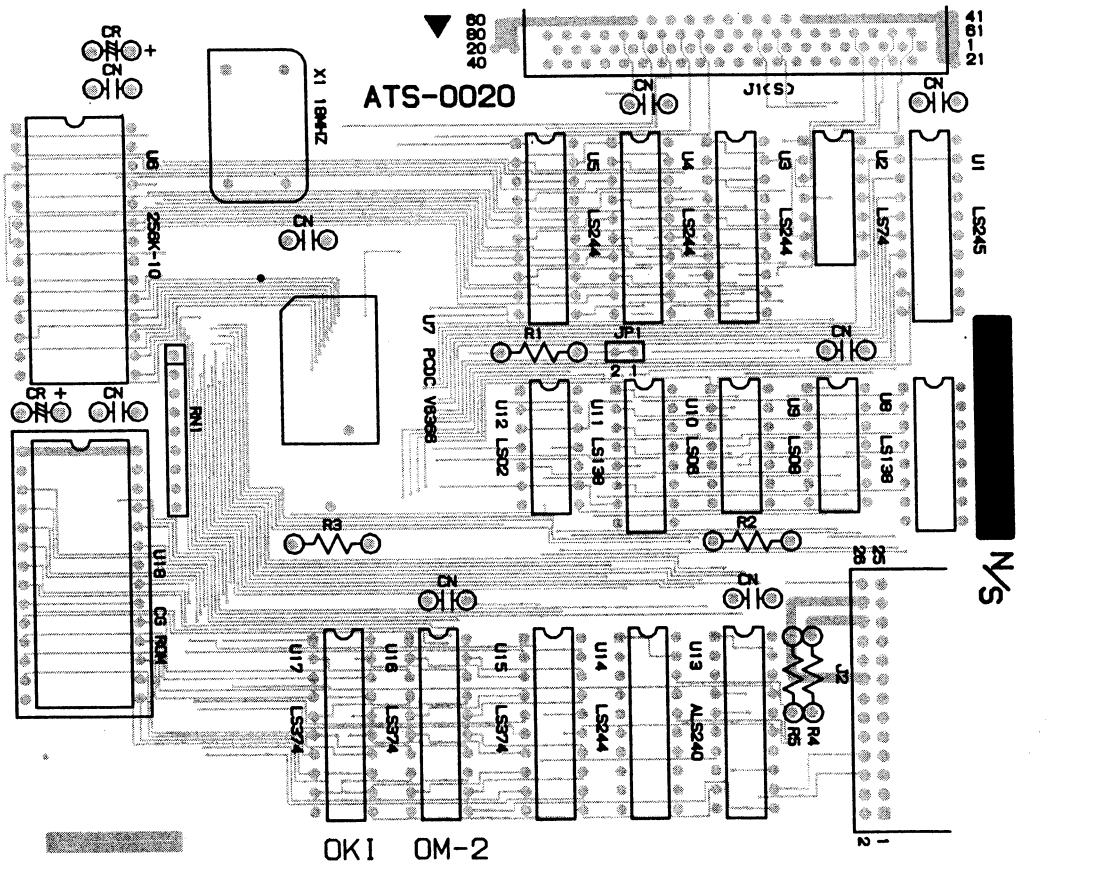 CR
+
CN
X1 18MHZ
60
80
20
40
41
61
1
21
ATS-0020
CN
J1(S)
CN
U6
256K-10
U5
LS244
U4
LS244
U3
LS244
U2
LS74
U1
LS245
CN
U7 PCDC V6366
R1
JP1
2 1
CN
CR +
CN
RN1
U12 LS02
U11 LS138
U10 LS08
U9 LS08
U8 LS138
R3
R2
26
25
N/S
U18 CG ROM
CN
CN
U17
LS374
U16
LS374
U15
LS374
U14
LS244
U13
ALS240
R5
R4
J2
2
1
OKI OM-2